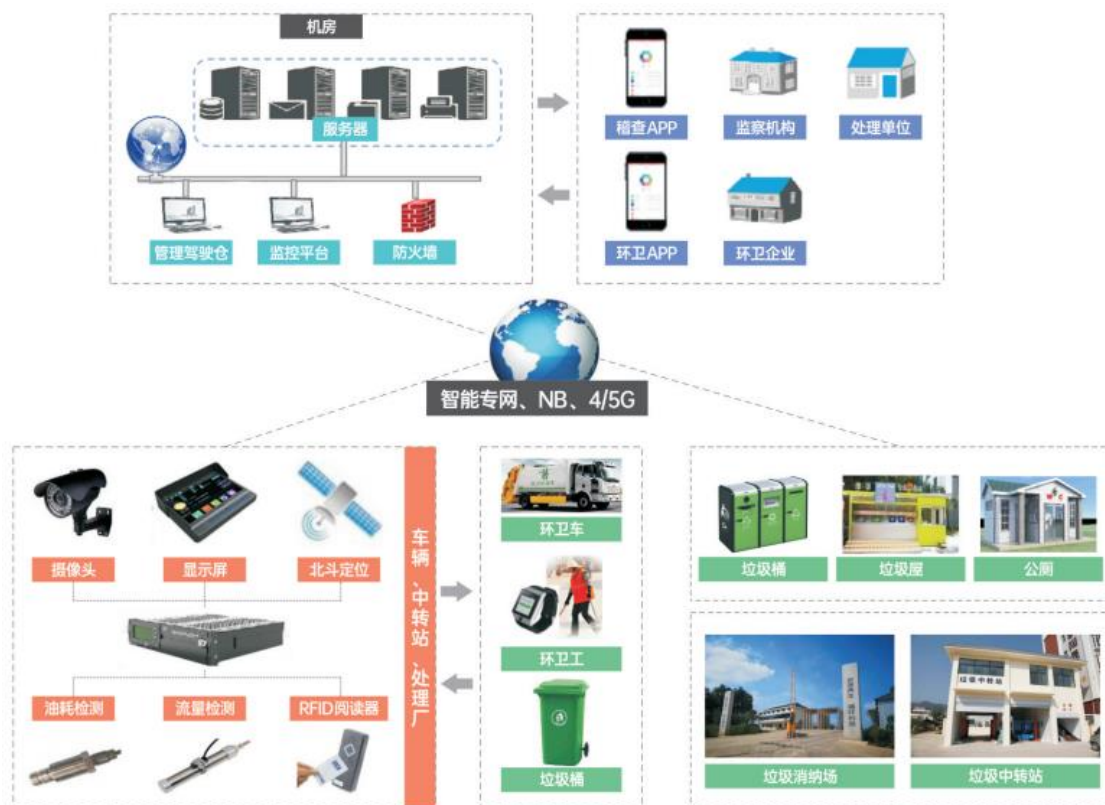 机房
服务器
管理驾驶仓
监控平台
防火墙
稽查APP
监察机构
处理单位
环卫APP
环卫企业
智能专网、NB、4/5G
摄像头
显示屏
北斗定位
油耗检测
流量检测
RFID阅读器
车辆、中转站、处理厂
环卫车
环卫工
垃圾桶
垃圾桶
垃圾屋
公厕
垃圾中转站
垃圾消纳场
垃圾中转站